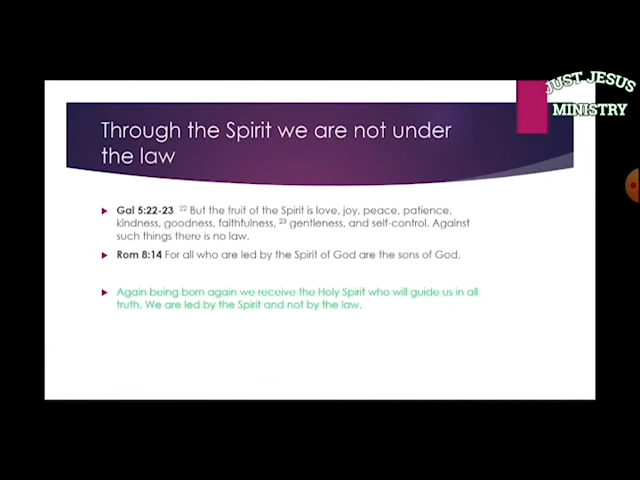 JUST JESUS
MINISTRY
Through the Spirit we are not under
the law
Gal 5:22-23 22 But the fruit of the Spirit is love, joy, peace, patience,
kindness, goodness, faithfulness, 23 gentleness, and self-control. Against
such things there is no law.
Rom 8:14 For all who are led by the Spirit of God are the sons of God.
Again being born again we receive the Holy Spirit who will guide us in all
truth. We are led by the Spirit and not by the law.